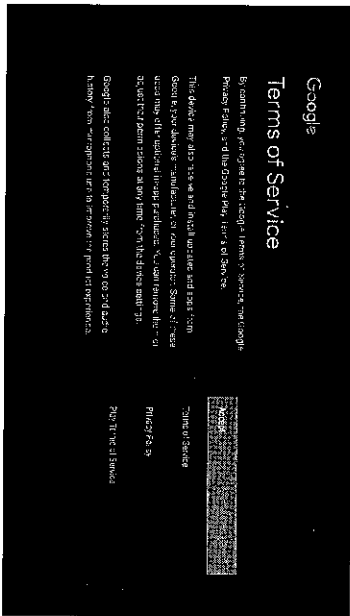 Google
Terms of Service
By continuing, you agree to the Google Terms of Service, the Google
Privacy Policy, and the Google Play Terms of Service.
This device may also receive and install updates and apps from
Google, your device's manufacturer, or your operator. Some of these
apps may offer optional in-app purchases. You can remove them or
adjust their permissions at any time from the device settings.
Google also collects and temporarily stores the voice and audio
history from microphone use to improve the product experience.
Accept
Terms of Service
Privacy Policy
Play Terms of Service